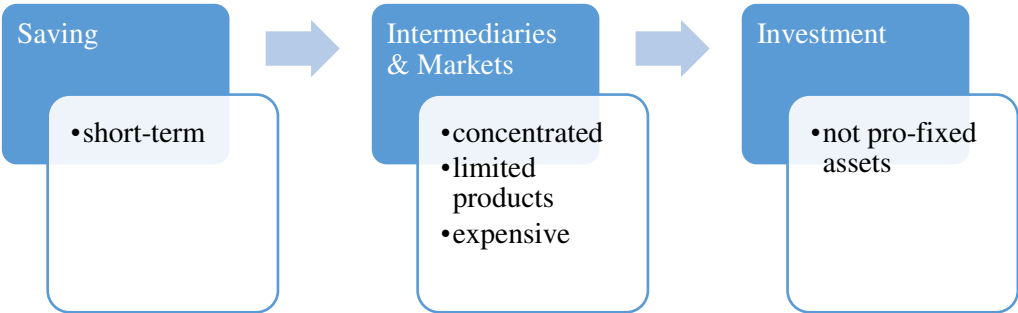 Saving
•short-term
Intermediaries
& Markets
•concentrated
•limited
products
•expensive
Investment
•not pro-fixed
assets